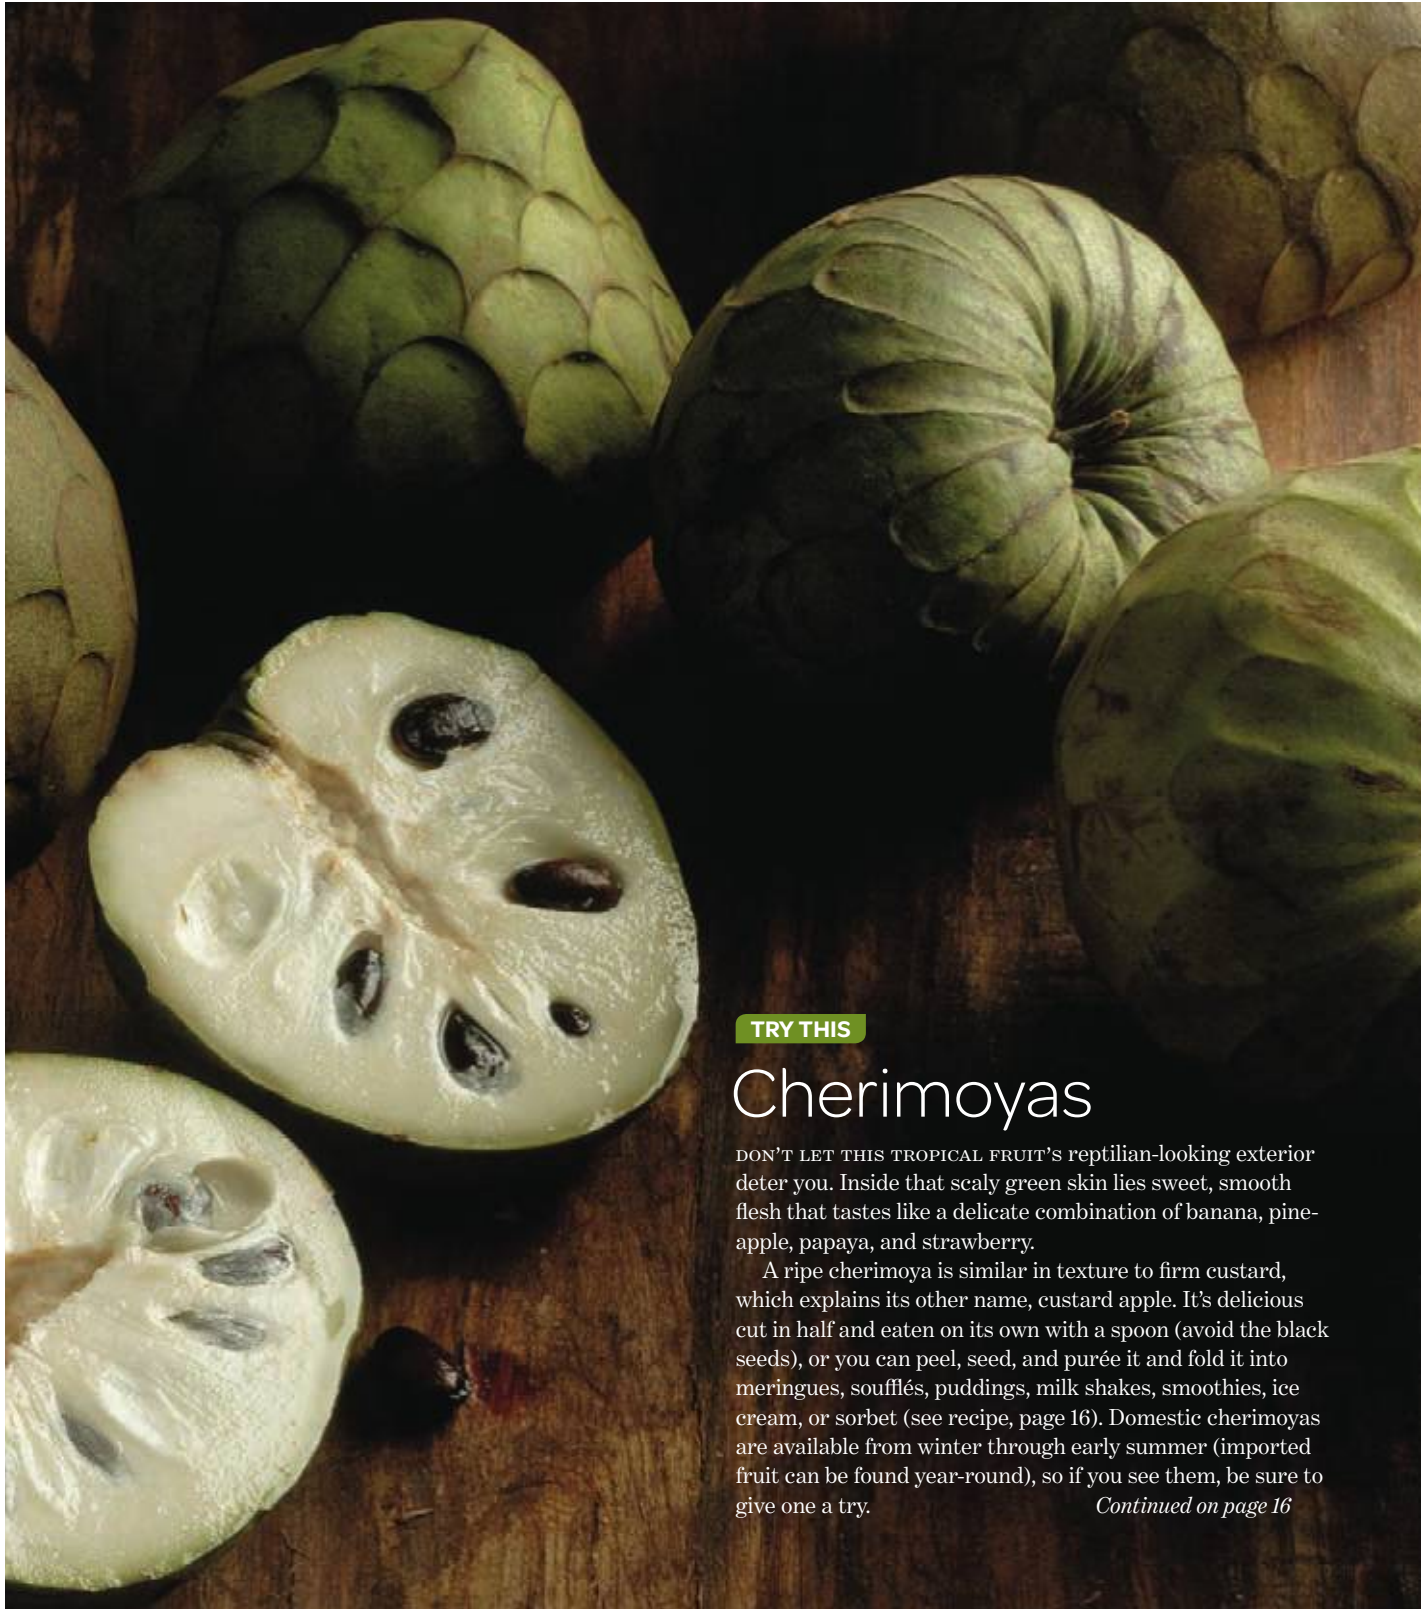 TRY THIS
Cherimoyas
DON'T LET THIS TROPICAL FRUIT'S reptilian-looking exterior
deter you. Inside that scaly green skin lies sweet, smooth
flesh that tastes like a delicate combination of banana, pine-
apple, papaya, and strawberry.
A ripe cherimoya is similar in texture to firm custard,
which explains its other name, custard apple. It's delicious
cut in half and eaten on its own with a spoon (avoid the black
seeds), or you can peel, seed, and purée it and fold it into
meringues, soufflés, puddings, milk shakes, smoothies, ice
cream, or sorbet (see recipe, page 16). Domestic cherimoyas
are available from winter through early summer (imported
fruit can be found year-round), so if you see them, be sure to
give one a try. Continued on page 16